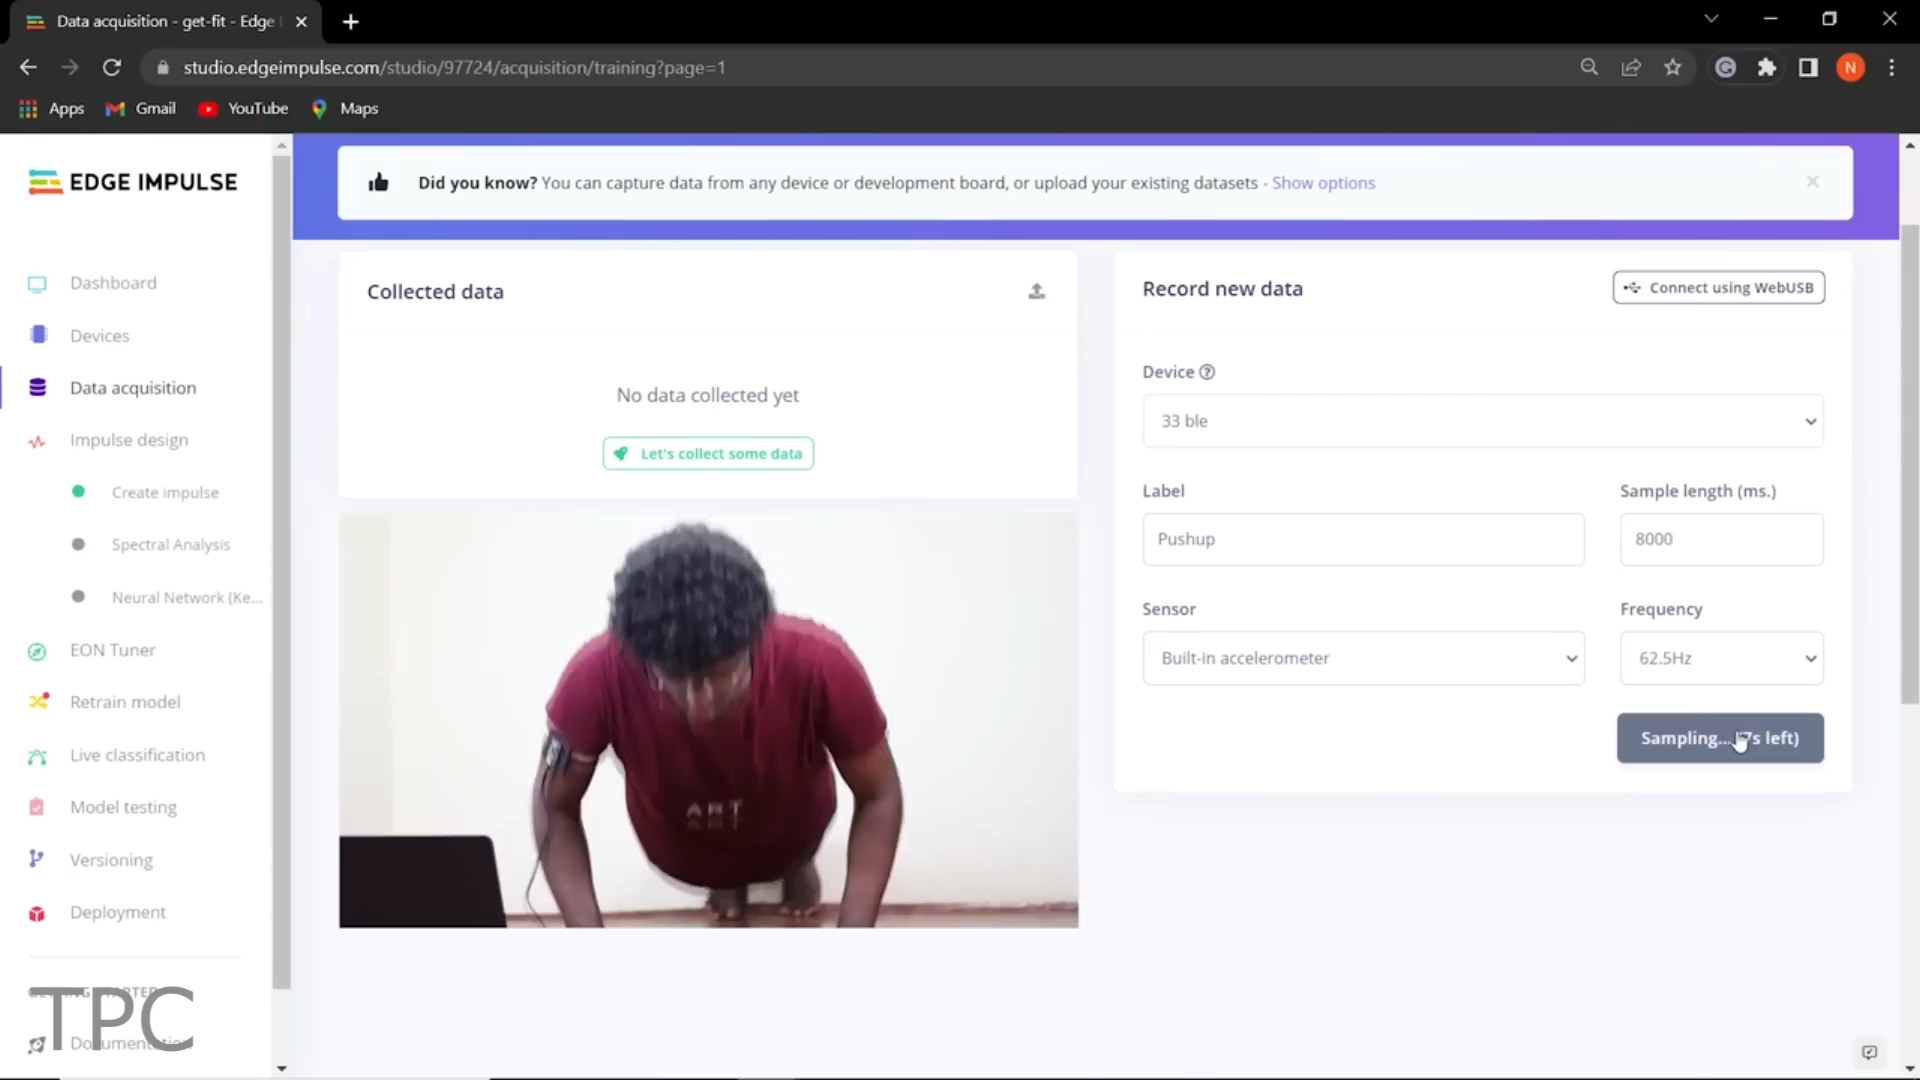 Data acquisition - get-fit - Edge
studio.edgeimpulse.com/studio/97724/acquisition/training?page=1
N
Apps
Gmail
YouTube
Maps
EDGE IMPULSE
Dashboard
Devices
Data acquisition
Impulse design
Create impulse
Spectral Analysis
Neural Network (Ke...
EON Tuner
Retrain model
Live classification
Model testing
Versioning
Deployment
GETTING STARTED
TPC
Documentation
Did you know? You can capture data from any device or development board, or upload your existing datasets - Show options
Collected data
No data collected yet
Let's collect some data
ART
Record new data
Connect using WebUSB
Device
33 ble
Label
Sample length (ms.)
Pushup
8000
Sensor
Frequency
Built-in accelerometer
62.5Hz
Sampling... (7s left)